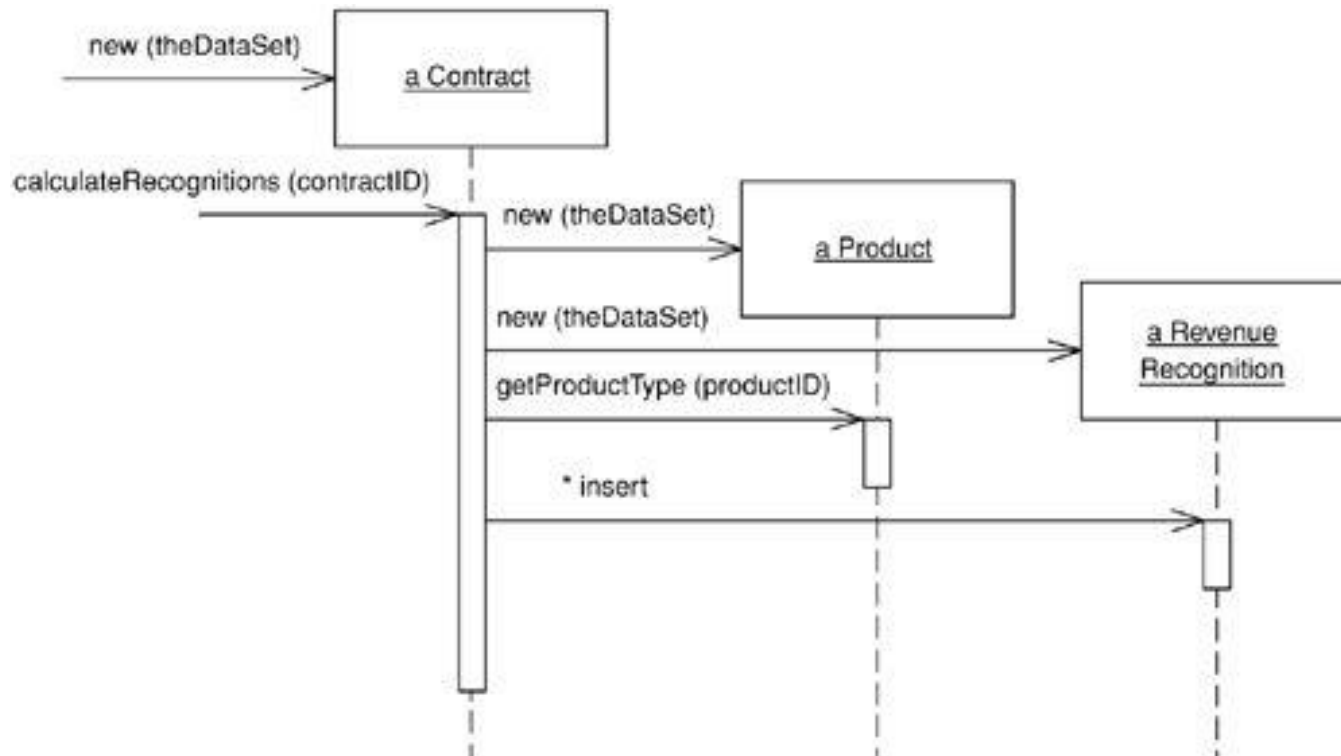 new (theDataSet)
a Contract
calculateRecognitions (contractID)
new (theDataSet)
a Product
new (theDataSet)
a Revenue
Recognition
getProductType (productID)
* insert